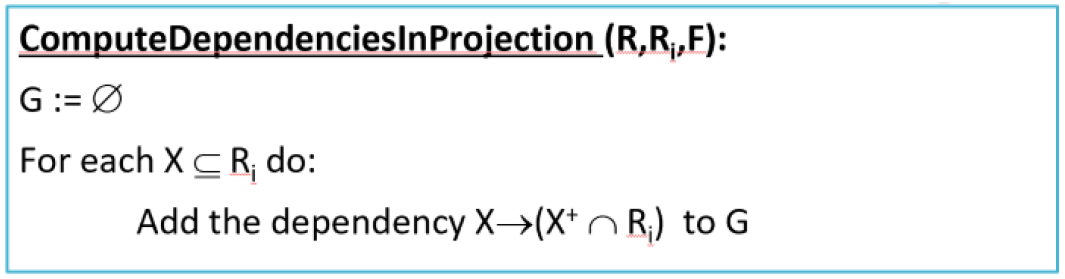 ComputeDependenciesInProjection (R,Rᵢ,F):
G := ∅
For each X ⊆ Rᵢ do:
Add the dependency X→(X⁺ ∩ Rᵢ) to G